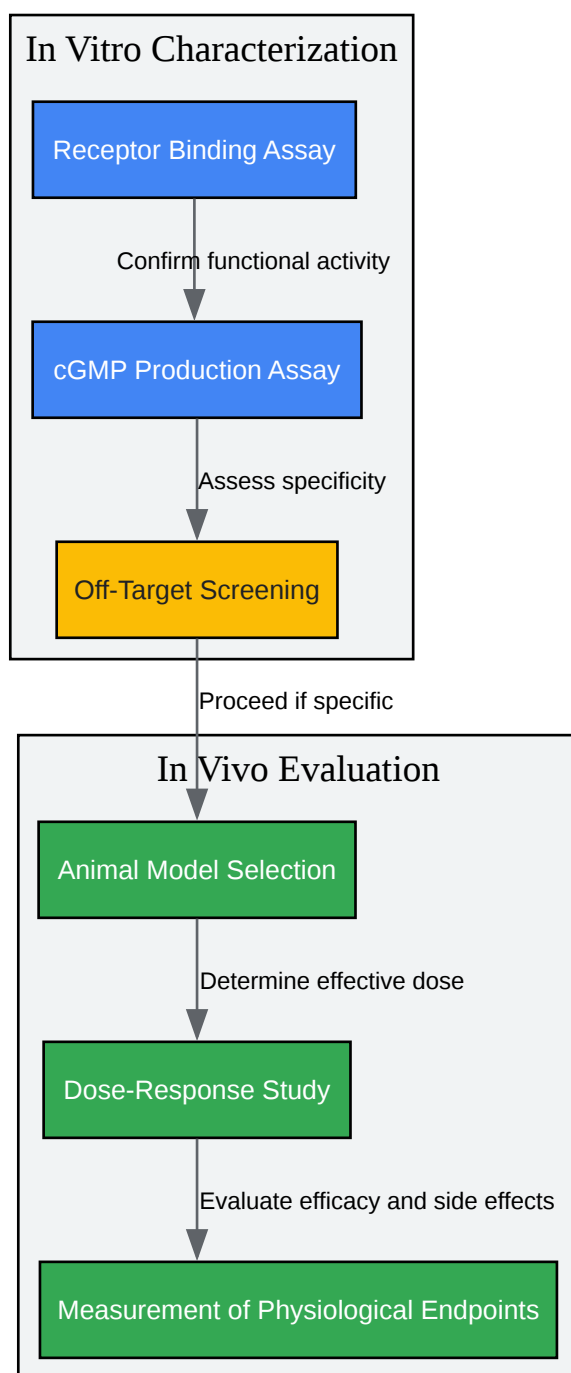 In Vitro Characterization
Receptor Binding Assay
Confirm functional activity
cGMP Production Assay
Assess specificity
Off-Target Screening
Proceed if specific
In Vivo Evaluation
Animal Model Selection
Determine effective dose
Dose-Response Study
Evaluate efficacy and side effects
Measurement of Physiological Endpoints